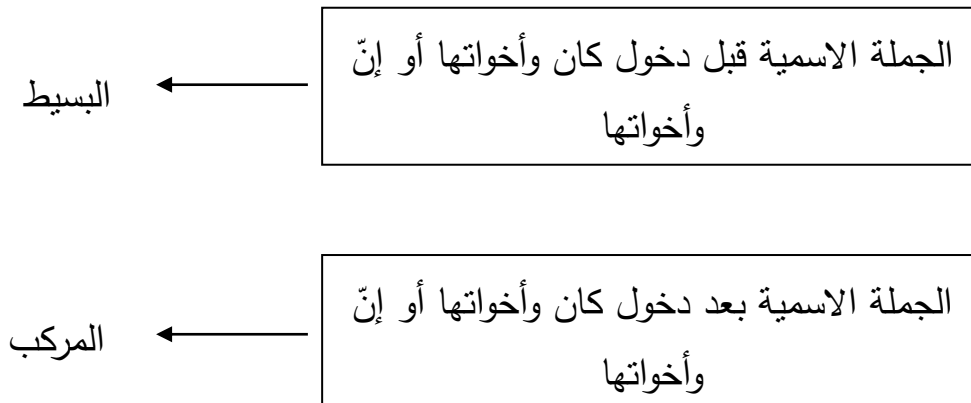 الجملة الاسمية قبل دخول كان وأخواتها أو إنّ
وأخواتها
البسيط
الجملة الاسمية بعد دخول كان وأخواتها أو إنّ
وأخواتها
المركب